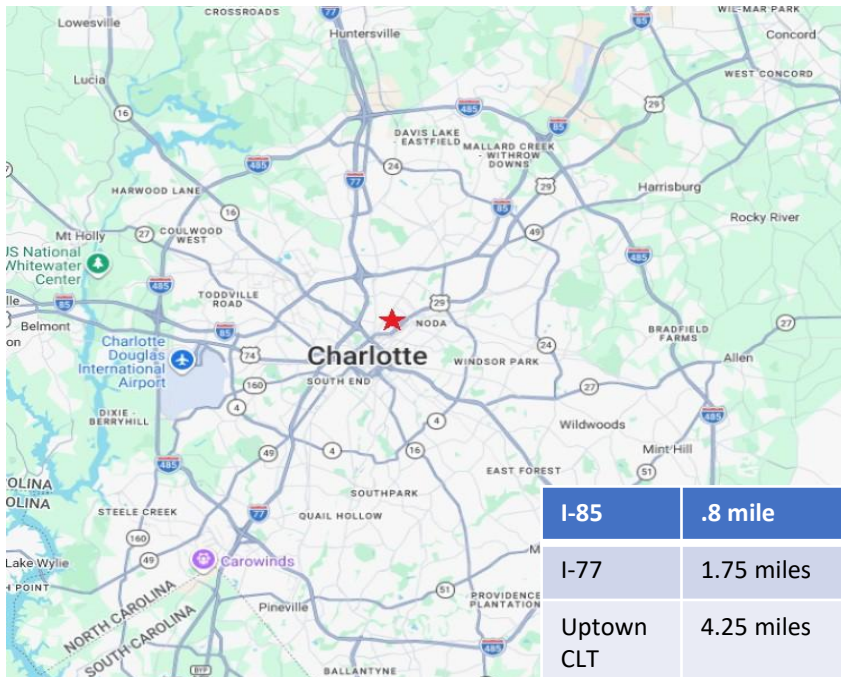 CROSSROADS
WIL-MAR PARK
Lowesville
77
85
Huntersville
Concord
Lucia
WEST CONCORD
16
485
29
DAVIS LAKE
- EASTFIELD
85
MALLARD CREEK
- WITHROW
DOWNS
485
24
77
29
HARWOOD LANE
Harrisburg
16
85
Rocky River
27
COULWOOD
WEST
49
Mt Holly
US National
Whitewater
Center
485
485
TODDVILLE
ROAD
29
85
NODA
27
Belmont
85
BRADFIELD
FARMS
Charlotte
Douglas
International
Airport
74
Charlotte
24
WINDSOR PARK
Allen
160
SOUTH END
27
DIXIE -
BERRYHILL
4
4
485
Wildwoods
49
4
16
Mint Hill
485
EAST FOREST
51
OLINA
OLINA
SOUTHPARK
STEELE CREEK
77
QUAIL HOLLOW
160
Lake Wylie
49
Carowinds
H POINT
51
PROVIDENCE
PLANTATION
NORTH CAROLINA
SOUTH CAROLINA
Pineville
485
BYP
BALLANTYNE
I-85 .8 mile
I-77 1.75 miles
Uptown 4.25 miles
CLT